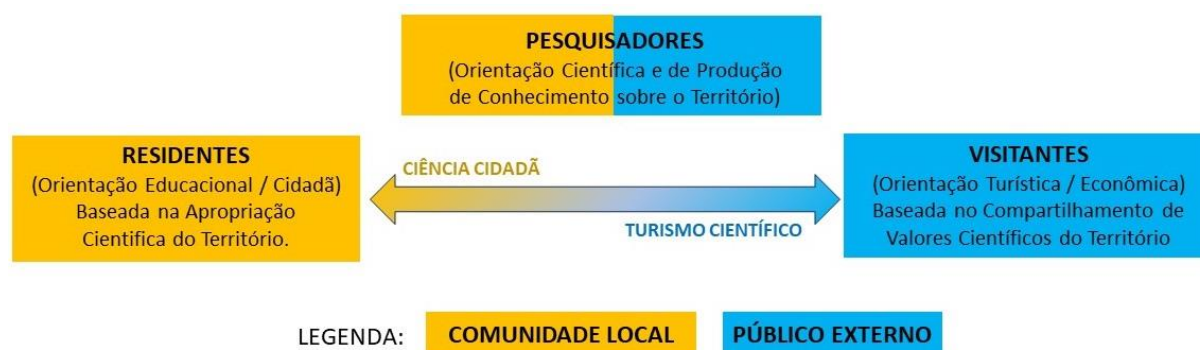 PESQUISADORES
(Orientação Científica e de Produção
de Conhecimento sobre o Território)
RESIDENTES
(Orientação Educacional / Cidadã)
Baseada na Apropriação
Cientifica do Território.
CIÊNCIA CIDADÃ
TURISMO CIENTÍFICO
VISITANTES
(Orientação Turística / Econômica)
Baseada no Compartilhamento de
Valores Científicos do Território
LEGENDA:
COMUNIDADE LOCAL
PÚBLICO EXTERNO